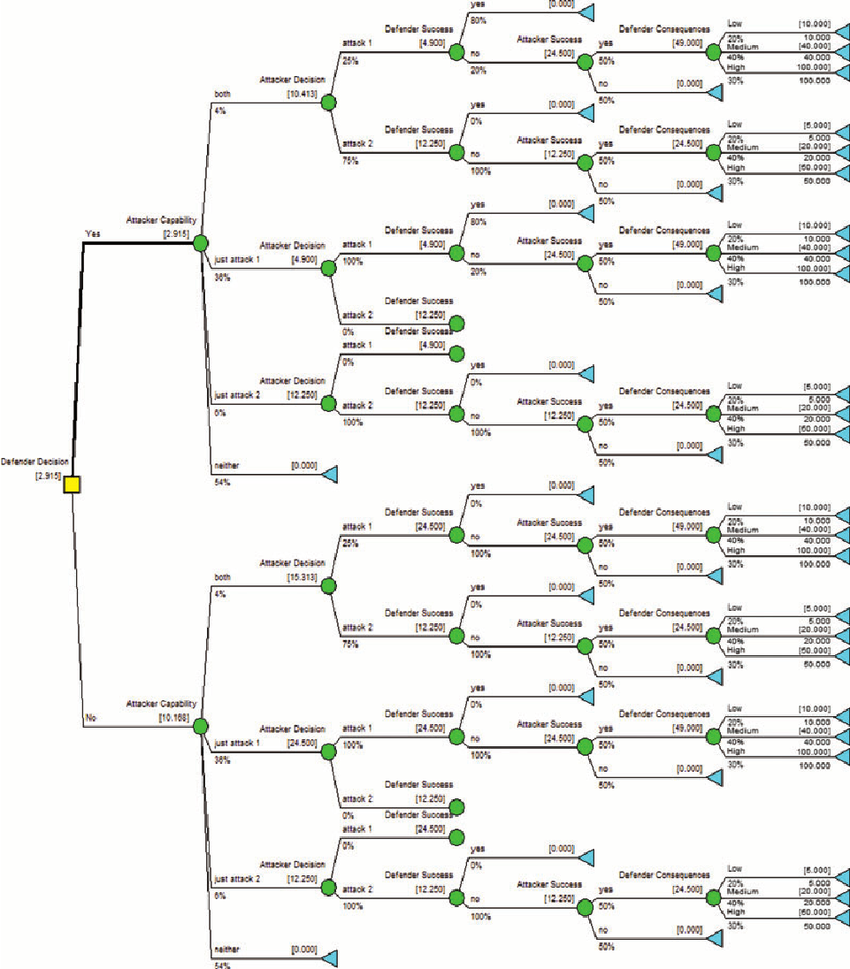 yes [0.000]
80%
Defender Success
attack 1 [4.900]
25%
no Attacker Success [24.500]
20%
yes Defender Consequences [49.000]
50%
Low [10.000]
20% 10.000
Medium [40.000]
40% 40.000
High [100.000]
30% 100.000
no [0.000]
50%
Attacker Decision
both [10.413]
4%
yes [0.000]
0%
Defender Success
attack 2 [12.250]
75%
no Attacker Success [12.250]
100%
yes Defender Consequences [24.500]
50%
Low [5.000]
20% 5.000
Medium [20.000]
40% 20.000
High [50.000]
30% 50.000
no [0.000]
50%
Attacker Capability
Yes [2.915]
yes [0.000]
80%
Attacker Decision
just attack 1 [4.900]
36%
Defender Success
attack 1 [4.900]
100%
no Attacker Success [24.500]
20%
yes Defender Consequences [49.000]
50%
Low [10.000]
20% 10.000
Medium [40.000]
40% 40.000
High [100.000]
30% 100.000
no [0.000]
50%
Defender Success
attack 2 [12.250]
0%
Defender Success
attack 1 [4.900]
0%
Attacker Decision
just attack 2 [12.250]
6%
yes [0.000]
0%
Defender Success
attack 2 [12.250]
100%
no Attacker Success [12.250]
100%
yes Defender Consequences [24.500]
50%
Low [5.000]
20% 5.000
Medium [20.000]
40% 20.000
High [50.000]
30% 50.000
no [0.000]
50%
neither [0.000]
54%
Defender Decision
[2.915]
yes [0.000]
0%
Defender Success
attack 1 [24.500]
25%
no Attacker Success [24.500]
100%
yes Defender Consequences [49.000]
50%
Low [10.000]
20% 10.000
Medium [40.000]
40% 40.000
High [100.000]
30% 100.000
no [0.000]
50%
Attacker Decision
both [15.313]
4%
yes [0.000]
0%
Defender Success
attack 2 [12.250]
75%
no Attacker Success [12.250]
100%
yes Defender Consequences [24.500]
50%
Low [5.000]
20% 5.000
Medium [20.000]
40% 20.000
High [50.000]
30% 50.000
no [0.000]
50%
Attacker Capability
No [10.168]
yes [0.000]
0%
Attacker Decision
just attack 1 [24.500]
36%
Defender Success
attack 1 [24.500]
100%
no Attacker Success [24.500]
100%
yes Defender Consequences [49.000]
50%
Low [10.000]
20% 10.000
Medium [40.000]
40% 40.000
High [100.000]
30% 100.000
no [0.000]
50%
Defender Success
attack 2 [12.250]
0%
Defender Success
attack 1 [24.500]
0%
Attacker Decision
just attack 2 [12.250]
6%
yes [0.000]
0%
Defender Success
attack 2 [12.250]
100%
no Attacker Success [12.250]
100%
yes Defender Consequences [24.500]
50%
Low [5.000]
20% 5.000
Medium [20.000]
40% 20.000
High [50.000]
30% 50.000
no [0.000]
50%
neither [0.000]
54%